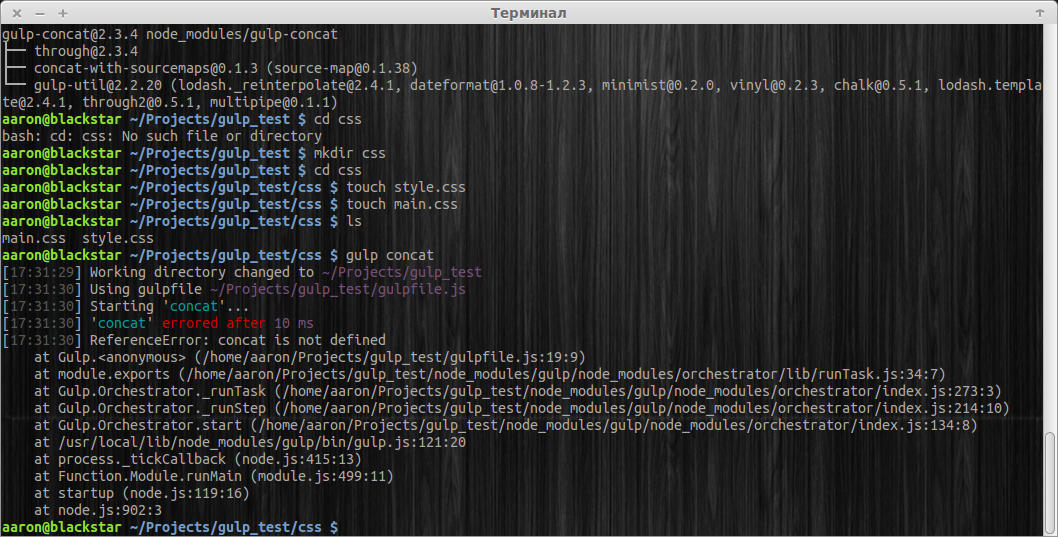 Терминал
gulp-concat@2.3.4 node_modules/gulp-concat
├── through@2.3.4
├── concat-with-sourcemaps@0.1.3 (source-map@0.1.38)
└── gulp-util@2.2.20 (lodash._reinterpolate@2.4.1, dateformat@1.0.8-1.2.3, minimist@0.2.0, vinyl@0.2.3, chalk@0.5.1, lodash.templa
te@2.4.1, through2@0.5.1, multipipe@0.1.1)
aaron@blackstar ~/Projects/gulp_test $ cd css
bash: cd: css: No such file or directory
aaron@blackstar ~/Projects/gulp_test $ mkdir css
aaron@blackstar ~/Projects/gulp_test $ cd css
aaron@blackstar ~/Projects/gulp_test/css $ touch style.css
aaron@blackstar ~/Projects/gulp_test/css $ touch main.css
aaron@blackstar ~/Projects/gulp_test/css $ ls
main.css  style.css
aaron@blackstar ~/Projects/gulp_test/css $ gulp concat
[17:31:29] Working directory changed to ~/Projects/gulp_test
[17:31:30] Using gulpfile ~/Projects/gulp_test/gulpfile.js
[17:31:30] Starting 'concat'...
[17:31:30] 'concat' errored after 10 ms
[17:31:30] ReferenceError: concat is not defined
    at Gulp.<anonymous> (/home/aaron/Projects/gulp_test/gulpfile.js:19:9)
    at module.exports (/home/aaron/Projects/gulp_test/node_modules/gulp/node_modules/orchestrator/lib/runTask.js:34:7)
    at Gulp.Orchestrator._runTask (/home/aaron/Projects/gulp_test/node_modules/gulp/node_modules/orchestrator/index.js:273:3)
    at Gulp.Orchestrator._runStep (/home/aaron/Projects/gulp_test/node_modules/gulp/node_modules/orchestrator/index.js:214:10)
    at Gulp.Orchestrator.start (/home/aaron/Projects/gulp_test/node_modules/gulp/node_modules/orchestrator/index.js:134:8)
    at /usr/local/lib/node_modules/gulp/bin/gulp.js:121:20
    at process._tickCallback (node.js:415:13)
    at Function.Module.runMain (module.js:499:11)
    at startup (node.js:119:16)
    at node.js:902:3
aaron@blackstar ~/Projects/gulp_test/css $